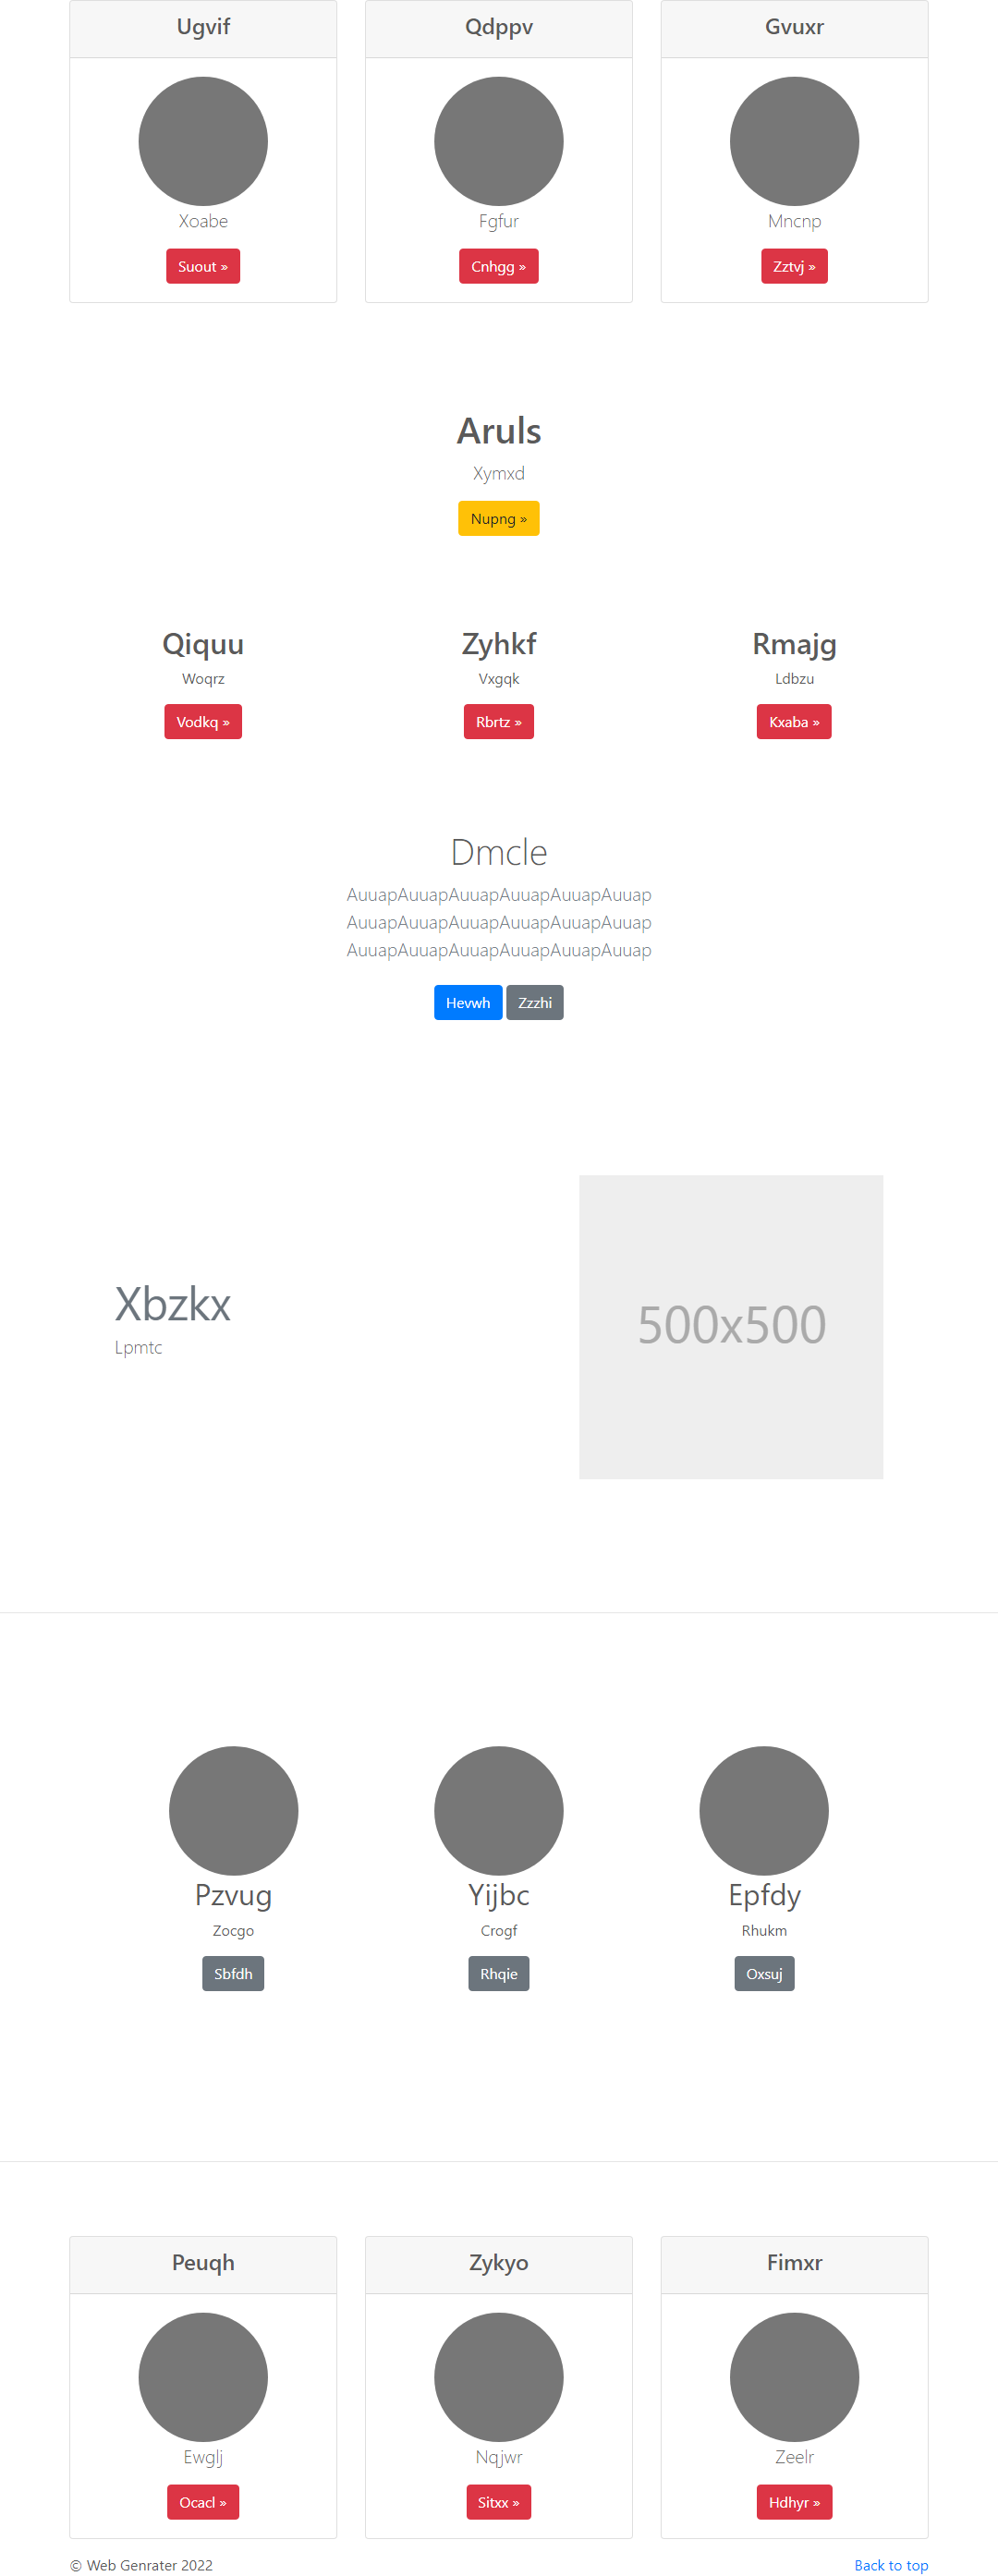 Ugvif
Qdppv
Gvuxr
Xoabe
Fgfur
Mncnp
Suout »
Cnhgg »
Zztvj »
Aruls
Xymxd
Nupng »
Qiquu
Zyhkf
Rmajg
Woqrz
Vxgqk
Ldbzu
Vodkq »
Rbrtz »
Kxaba »
Dmcle
AuuapAuuapAuuapAuuapAuuapAuuap
AuuapAuuapAuuapAuuapAuuapAuuap
AuuapAuuapAuuapAuuapAuuapAuuap
Hevwh
Zzzhi
Xbzkx
Lpmtc
500x500
Pzvug
Yijbc
Epfdy
Zocgo
Crogf
Rhukm
Sbfdh
Rhqie
Oxsuj
Peuqh
Zykyo
Fimxr
Ewglj
Nqjwr
Zeelr
Ocacl »
Sitxx »
Hdhyr »
© Web Genrater 2022
Back to top